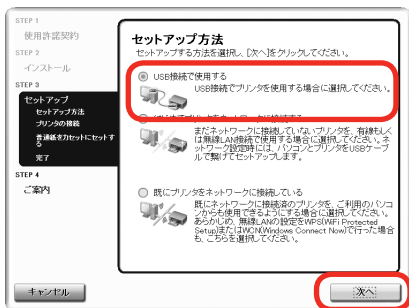 STEP 1
使用許諾契約
STEP 2
インストール
STEP 3
セットアップ
セットアップ方法
プリンタの接続
普通紙を力セットにセットす
る
完了
STEP 4
ご案内
キャンセル
セットアップ方法
セットアップする方法を選択し、[次へ]をクリックしてください。
USB接続で使用する
USB接続でプリンタを使用する場合に選択してください。
まだネットワークに接続していないプリンタを、有線もしく
は無線LAN接続で使用する場合に選択してください。ネ
ットワーク設定時には、パソコンとプリンタをUSBケーブ
ルで繋げてセットアップします。
既にプリンタをネットワークに接続している
既にネットワークに接続済のプリンタを、ご利用のパソコ
ンからも使用できるようにする場合に選択してください。
あらかじめ、無線LANの設定をWPS(WiFi Protected
Setup)またはWCN(Windows Connect Now)で行った場合
も、こちらを選択してください。
次へ